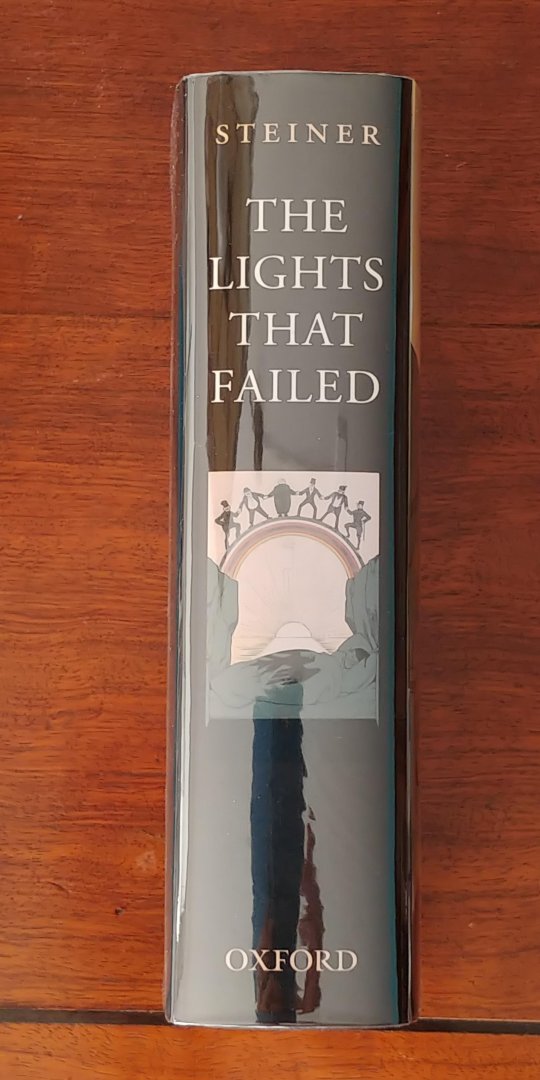 STEINER
THE
LIGHTS
THAT
FAILED
OXFORD